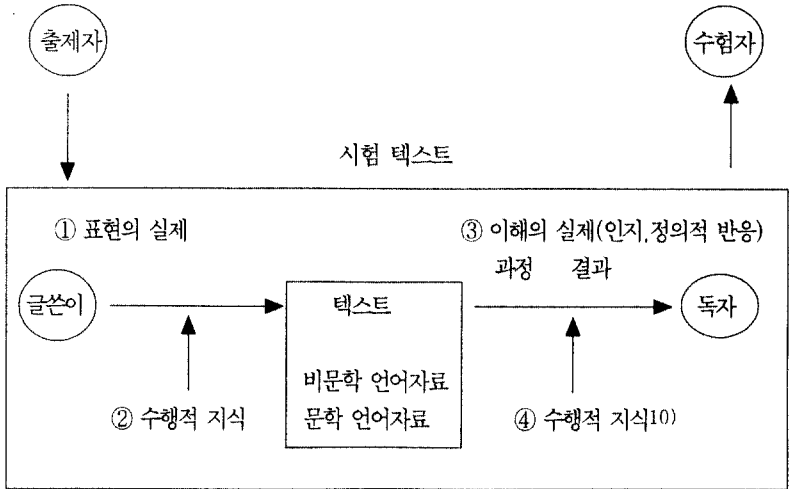 출제자
수험자
시험 텍스트
① 표현의 실제
③ 이해의 실제(인지,정의적 반응)
과정 결과
글쓴이
텍스트
독자
비문학 언어자료
문학 언어자료
② 수행적 지식
④ 수행적 지식10)